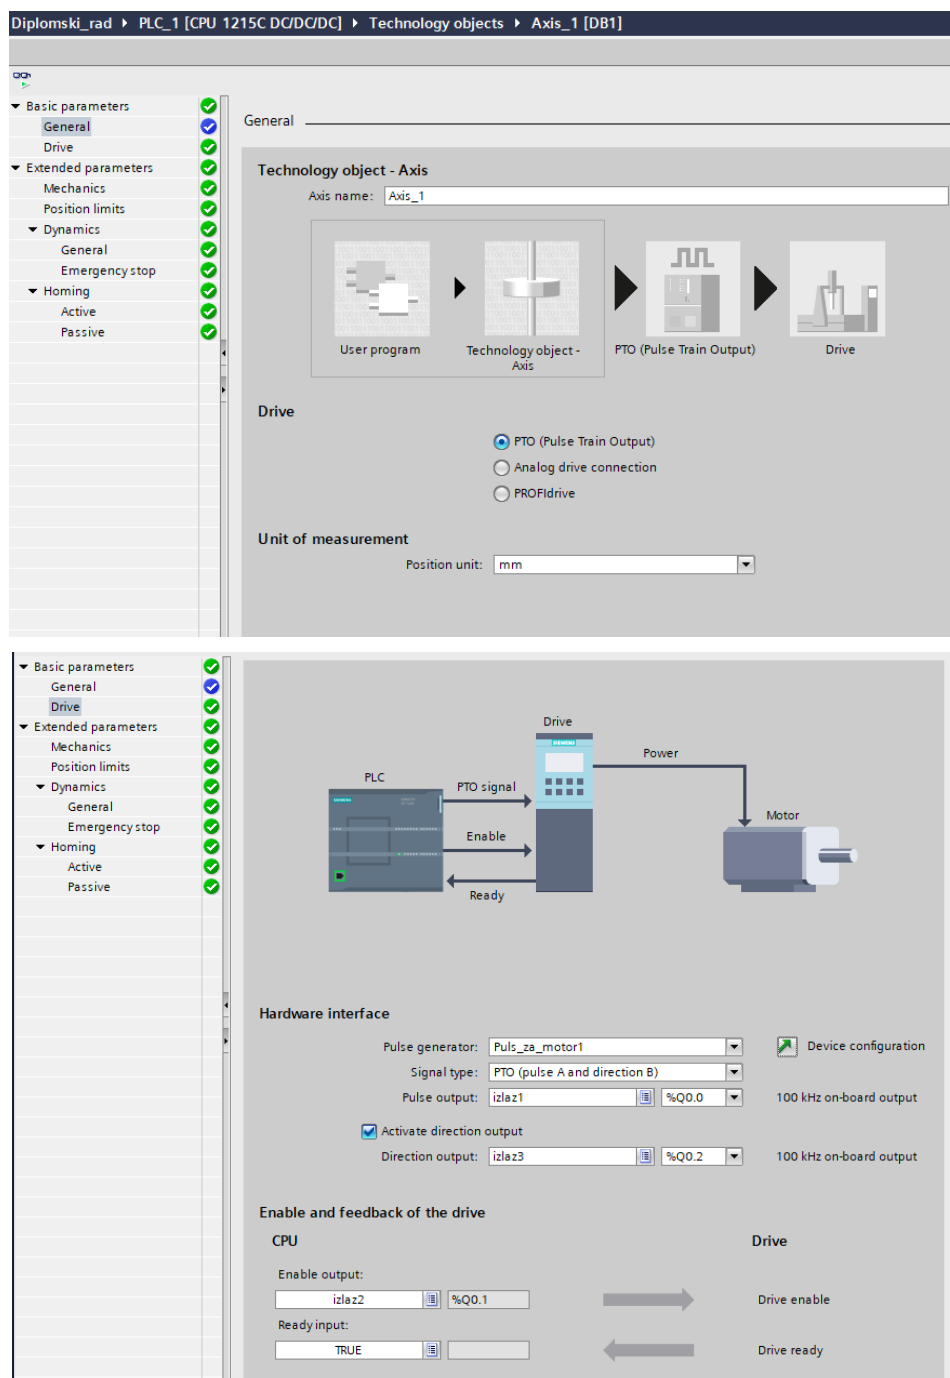 Diplomski_rad ▸ PLC_1 [CPU 1215C DC/DC/DC] ▸ Technology objects ▸ Axis_1 [DB1]
Basic parameters
General
Drive
Extended parameters
Mechanics
Position limits
Dynamics
General
Emergency stop
Homing
Active
Passive
General
Technology object - Axis
Axis name: Axis_1
User program
Technology object -
Axis
PTO (Pulse Train Output)
Drive
Drive
PTO (Pulse Train Output)
Analog drive connection
PROFIdrive
Unit of measurement
Position unit: mm
Basic parameters
General
Drive
Extended parameters
Mechanics
Position limits
Dynamics
General
Emergency stop
Homing
Active
Passive
Drive
SIEMENS
Power
PLC
PTO signal
SIEMENS
Enable
Motor
Ready
Hardware interface
Pulse generator: Puls_za_motor1 Device configuration
Signal type: PTO (pulse A and direction B)
Pulse output: izlaz1 %Q0.0 100 kHz on-board output
Activate direction output
Direction output: izlaz3 %Q0.2 100 kHz on-board output
Enable and feedback of the drive
CPU Drive
Enable output:
izlaz2 %Q0.1 Drive enable
Ready input:
TRUE Drive ready